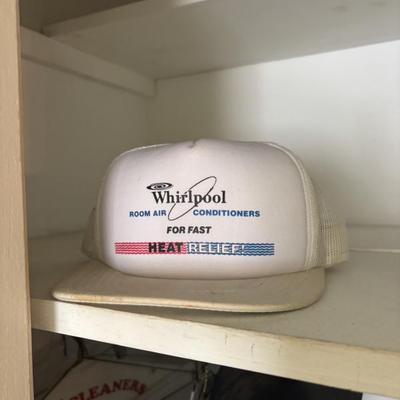 Whirlpool
ROOM AIR CONDITIONERS
FOR FAST
HEAT RELIEF!
CLEANERS